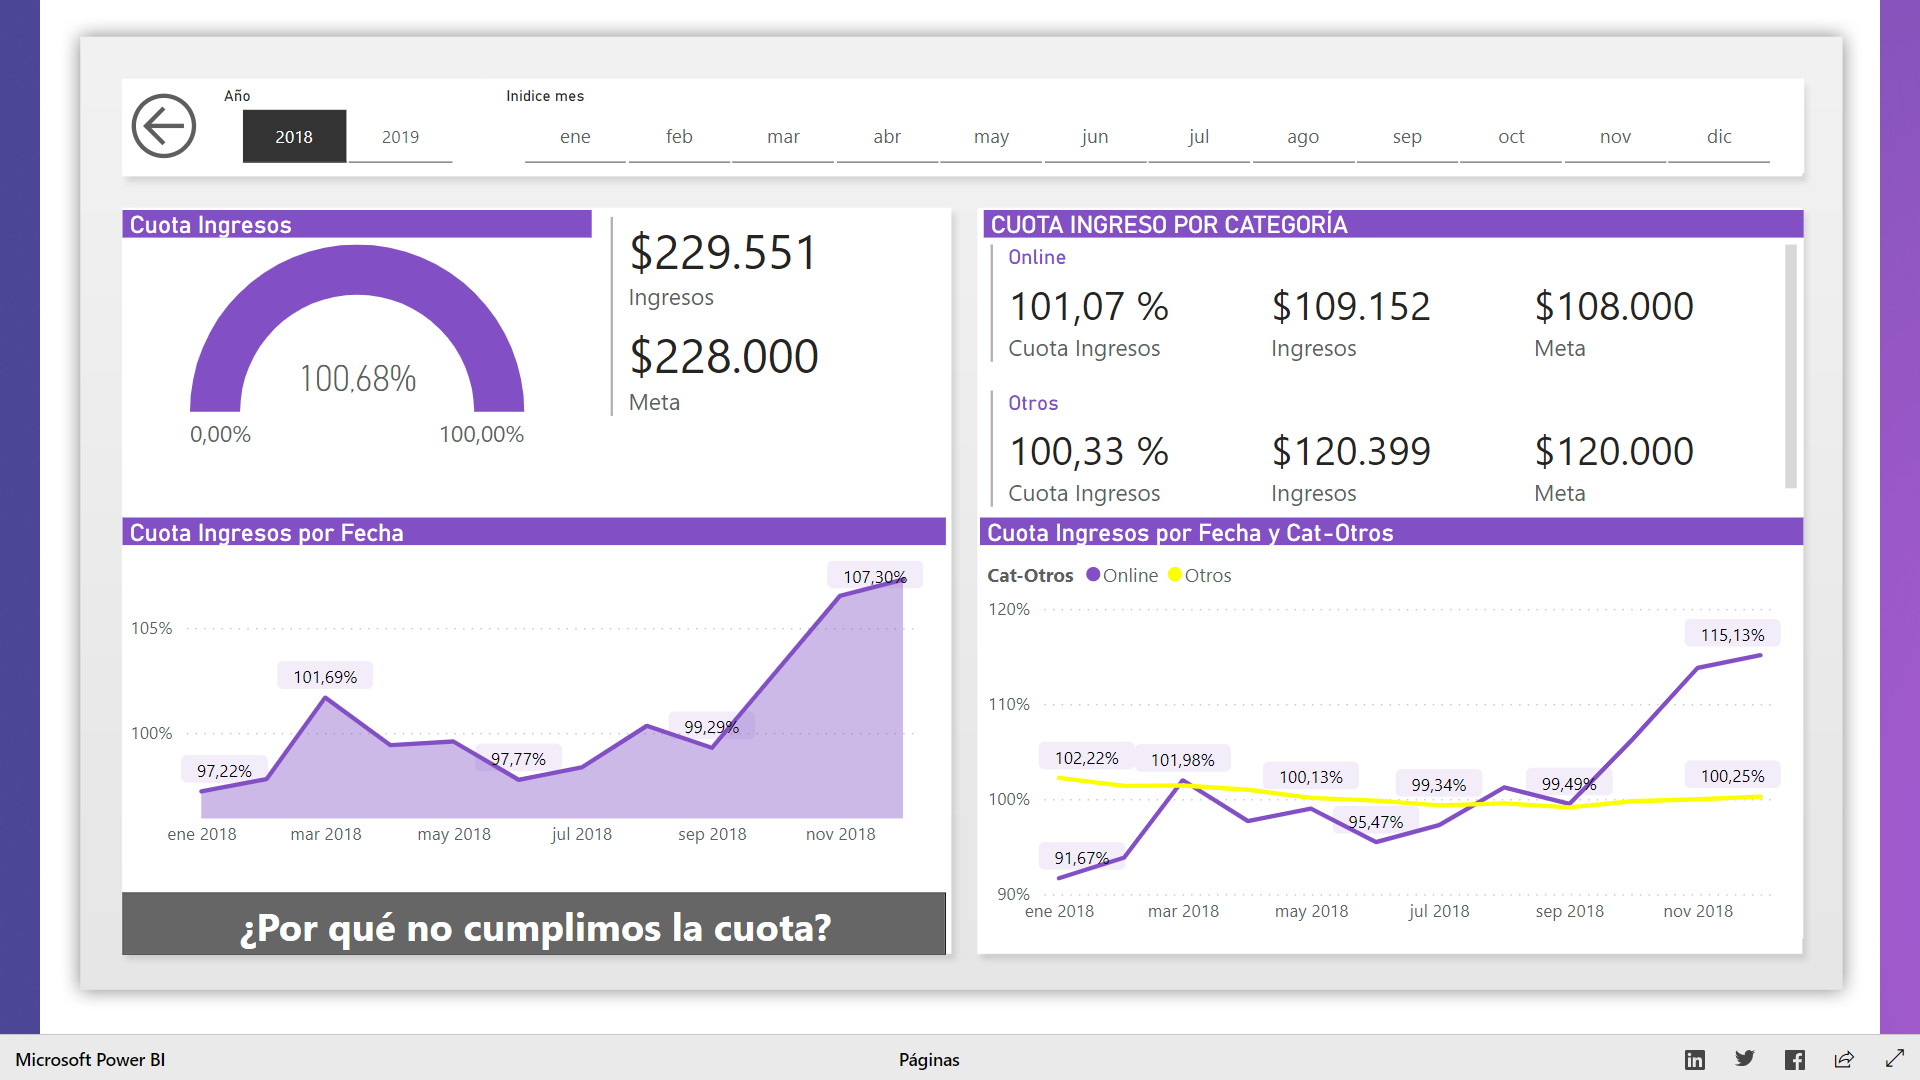 Año
Inidice mes
2018 2019
ene feb mar abr may jun jul ago sep oct nov dic
Cuota Ingresos
100,68%
0,00% 100,00%
$229.551
Ingresos
$228.000
Meta
CUOTA INGRESO POR CATEGORÍA
Online
101,07 % $109.152 $108.000
Cuota Ingresos Ingresos Meta
Otros
100,33 % $120.399 $120.000
Cuota Ingresos Ingresos Meta
Cuota Ingresos por Fecha
107,30%
105%
101,69%
100%
99,29%
97,77%
97,22%
ene 2018 mar 2018 may 2018 jul 2018 sep 2018 nov 2018
¿Por qué no cumplimos la cuota?
Cuota Ingresos por Fecha y Cat-Otros
Cat-Otros Online Otros
120%
115,13%
110%
102,22% 101,98% 100,13% 99,34% 99,49% 100,25%
100%
95,47%
91,67%
90%
ene 2018 mar 2018 may 2018 jul 2018 sep 2018 nov 2018
Microsoft Power BI
Páginas